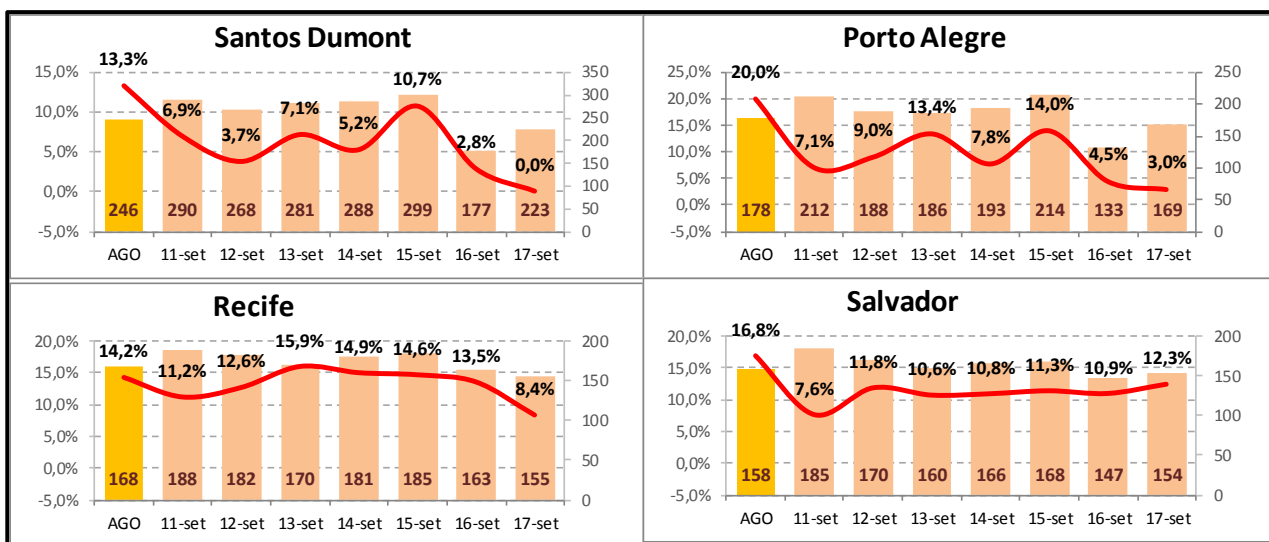 Santos Dumont
13,3% 6,9% 3,7% 7,1% 5,2% 10,7% 2,8% 0,0%
15,0% 350
300
10,0% 250
200
5,0% 150
0,0% 100
50
-5,0% 0
246 290 268 281 288 299 177 223
AGO 11-set 12-set 13-set 14-set 15-set 16-set 17-set
Porto Alegre
20,0% 7,1% 9,0% 13,4% 7,8% 14,0% 4,5% 3,0%
25,0% 250
20,0% 200
15,0% 150
10,0%
5,0% 100
0,0% 50
-5,0% 0
178 212 188 186 193 214 133 169
AGO 11-set 12-set 13-set 14-set 15-set 16-set 17-set
Recife
14,2% 11,2% 12,6% 15,9% 14,9% 14,6% 13,5% 8,4%
20,0% 200
15,0% 150
10,0%
5,0% 100
0,0% 50
-5,0% 0
168 188 182 170 181 185 163 155
AGO 11-set 12-set 13-set 14-set 15-set 16-set 17-set
Salvador
16,8% 7,6% 11,8% 10,6% 10,8% 11,3% 10,9% 12,3%
20,0% 200
15,0% 150
10,0%
5,0% 100
0,0% 50
-5,0% 0
158 185 170 160 166 168 147 154
AGO 11-set 12-set 13-set 14-set 15-set 16-set 17-set